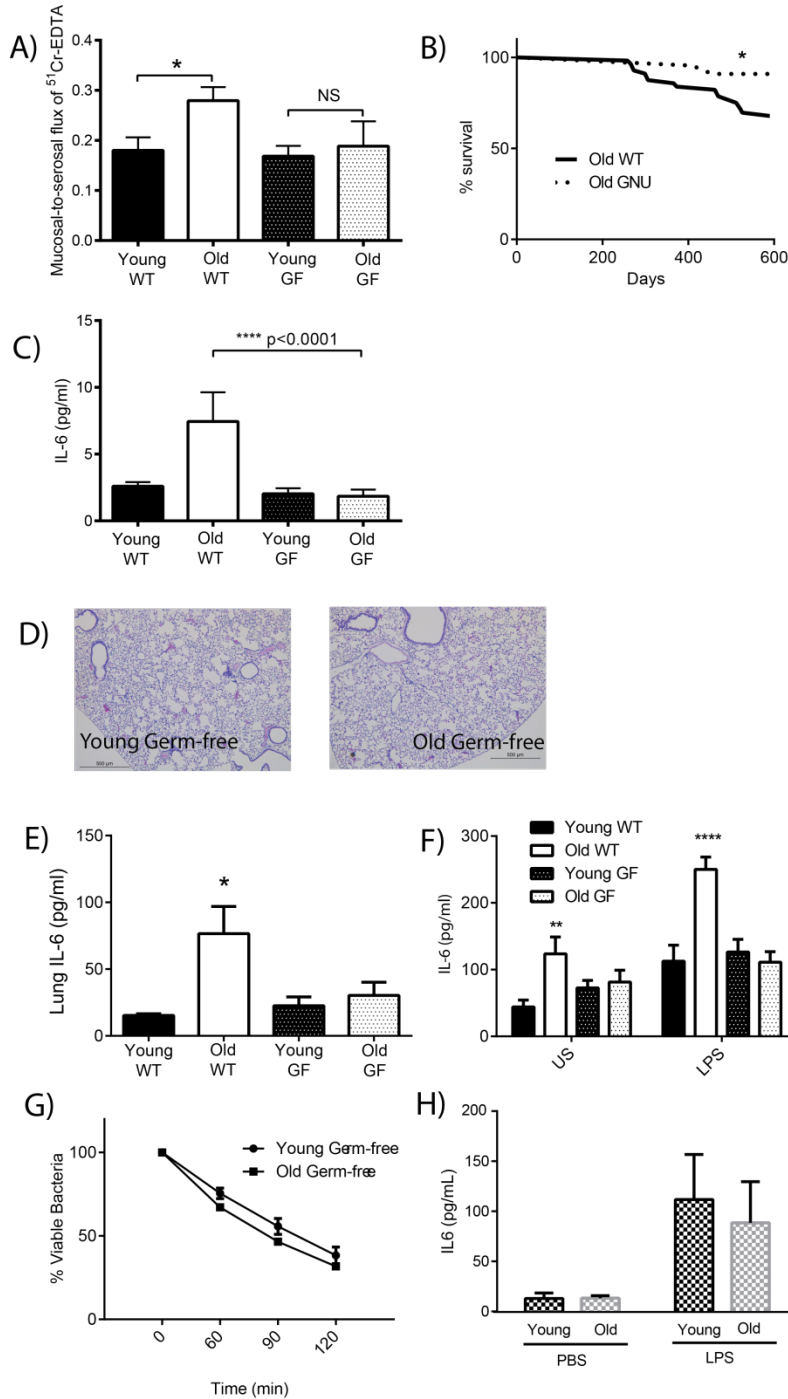 A)
Mucosal-to-serosal flux of ⁵¹Cr-EDTA
0.4
0.3
0.2
0.1
0.0
*
NS
Young WT
Old WT
Young GF
Old GF
B)
% survival
100
50
0
*
Old WT
Old GNU
0 200 400 600
Days
C)
IL-6 (pg/ml)
15
10
5
0
**** p<0.0001
Young WT
Old WT
Young GF
Old GF
D)
Young Germ-free
500 µm
Old Germ-free
500 µm
E)
Lung IL-6 (pg/ml)
150
100
50
0
*
Young WT
Old WT
Young GF
Old GF
F)
Young WT
Old WT
Young GF
Old GF
IL-6 (pg/ml)
300
200
100
0
**
****
US
LPS
G)
% Viable Bacteria
100
50
0
Young Germ-free
Old Germ-free
0 60 90 120
Time (min)
H)
IL6 (pg/mL)
200
150
100
50
0
Young Old Young Old
PBS LPS